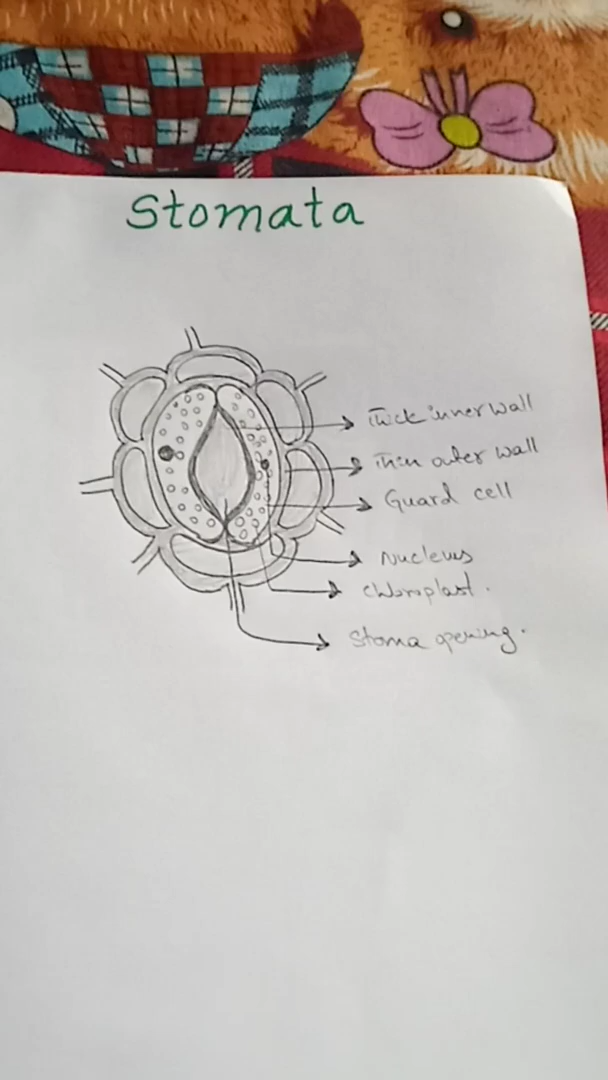 Stomata
Thick inner wall
Thin outer wall
Guard cell
Nucleus
Chloroplast.
Stoma opening.